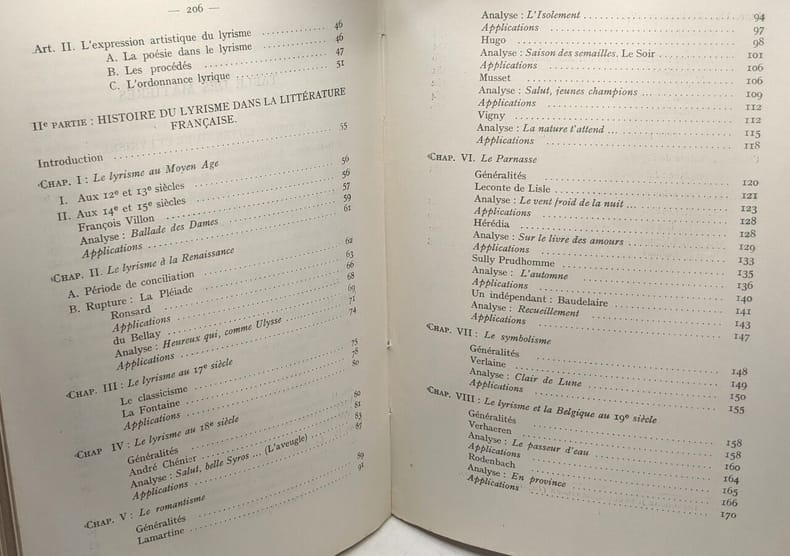 — 206 —
Art. II. L'expression artistique du lyrisme ........ 46
A. La poésie dans le lyrisme ........ 46
B. Les procédés ........ 47
C. L'ordonnance lyrique ........ 51
IIe PARTIE : HISTOIRE DU LYRISME DANS LA LITTÉRATURE
FRANÇAISE.
Introduction ........ 55
CHAP. I : Le lyrisme au Moyen Age
I. Aux 12e et 13e siècles ........ 56
II. Aux 14e et 15e siècles ........ 56
François Villon ........ 57
Analyse : Ballade des Dames ........ 59
Applications ........ 61
CHAP. II. Le lyrisme à la Renaissance
A. Période de conciliation ........ 62
B. Rupture : La Pléiade ........ 63
Ronsard ........ 66
Applications ........ 68
du Bellay ........ 69
Analyse : Heureux qui, comme Ulysse ........ 71
Applications ........ 74
CHAP. III : Le lyrisme au 17e siècle
Le classicisme ........ 75
La Fontaine ........ 78
Applications ........ 80
CHAP IV : Le lyrisme au 18e siècle
Généralités ........ 80
André Chénier ........ 81
Analyse : Salut, belle Syros ... (L'aveugle) ........ 83
Applications ........ 87
CHAP. V : Le romantisme
Généralités ........ 89
Lamartine ........ 91
Analyse : L'Isolement ........ 94
Applications ........ 97
Hugo ........ 98
Analyse : Saison des semailles. Le Soir ........ 101
Applications ........ 106
Musset ........ 106
Analyse : Salut, jeunes champions ... ........ 109
Applications ........ 112
Vigny ........ 112
Analyse : La nature t'attend ... ........ 115
Applications ........ 118
CHAP. VI. Le Parnasse
Généralités ........ 120
Leconte de Lisle ........ 121
Analyse : Le vent froid de la nuit ... ........ 123
Applications ........ 128
Hérédia ........ 128
Analyse : Sur le livre des amours ........ 129
Applications ........ 133
Sully Prudhomme ........ 135
Analyse : L'automne ........ 136
Applications ........ 140
Un indépendant : Baudelaire ........ 141
Analyse : Recueillement ........ 143
Applications ........ 147
CHAP. VII : Le symbolisme
Généralités ........ 148
Verlaine ........ 149
Analyse : Clair de Lune ........ 150
Applications ........ 155
CHAP. VIII : Le lyrisme et la Belgique au 19e siècle
Généralités ........ 158
Verhaeren ........ 158
Analyse : Le passeur d'eau ........ 160
Applications ........ 164
Rodenbach ........ 165
Analyse : En province ........ 166
Applications ........ 170